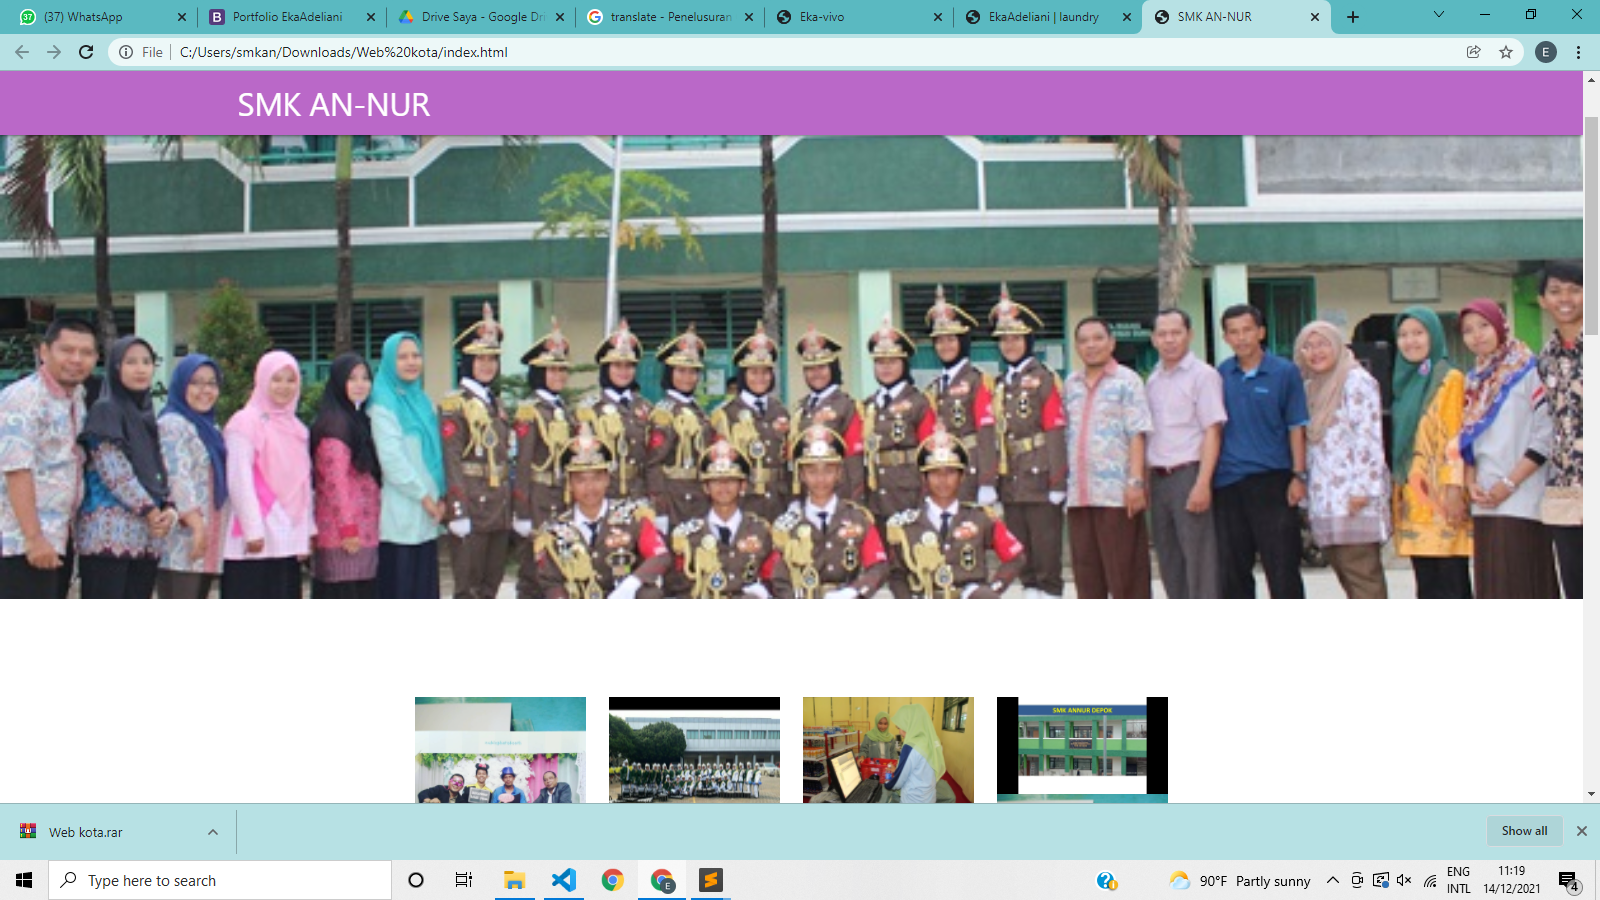 (37) WhatsApp
Portfolio EkaAdeliani
Drive Saya - Google Dri
translate - Penelusuran
Eka-vivo
EkaAdeliani | laundry
SMK AN-NUR
File
C:/Users/smkan/Downloads/Web%20kota/index.html
E
SMK AN-NUR
SMK ANNUR DEPOK
Web kota.rar
Show all
Type here to search
E
90°F Partly sunny
ENG
INTL
11:19
14/12/2021
4